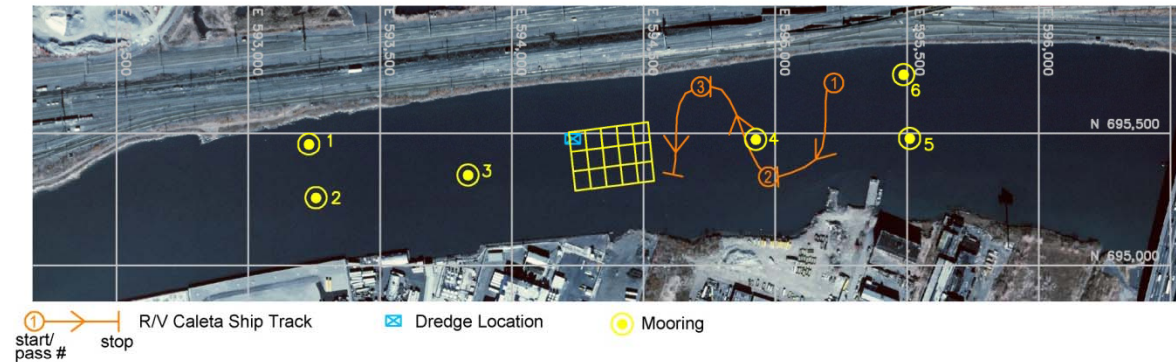 ,500
E 593,000
E 593,500
E 594,000
E 594,500
E 595,000
E 595,500
E 596,000
3
1
6
N 695,500
1
4
5
3
2
2
N 695,000
1
R/V Caleta Ship Track
Dredge Location
Mooring
start/
pass #
stop